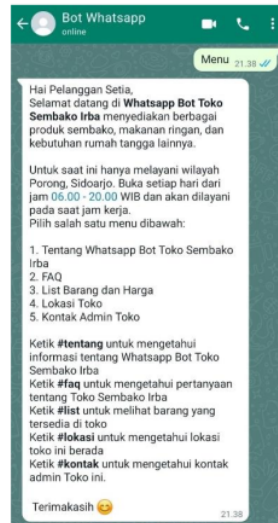 Bot Whatsapp
online
Menu 21.38
Hai Pelanggan Setia,
Selamat datang di Whatsapp Bot Toko
Sembako Irba menyediakan berbagai
produk sembako, makanan ringan, dan
kebutuhan rumah tangga lainnya.
Untuk saat ini hanya melayani wilayah
Porong, Sidoarjo. Buka setiap hari dari
jam 06.00 - 20.00 WIB dan akan dilayani
pada saat jam kerja.
Pilih salah satu menu dibawah:
1. Tentang Whatsapp Bot Toko Sembako
Irba
2. FAQ
3. List Barang dan Harga
4. Lokasi Toko
5. Kontak Admin Toko
Ketik #tentang untuk mengetahui
informasi tentang Whatsapp Bot Toko
Sembako Irba
Ketik #faq untuk mengetahui pertanyaan
tentang Toko Sembako Irba
Ketik #list untuk melihat barang yang
tersedia di toko
Ketik #lokasi untuk mengetahui lokasi
toko ini berada
Ketik #kontak untuk mengetahui kontak
admin Toko ini.
Terimakasih 😊
21.38